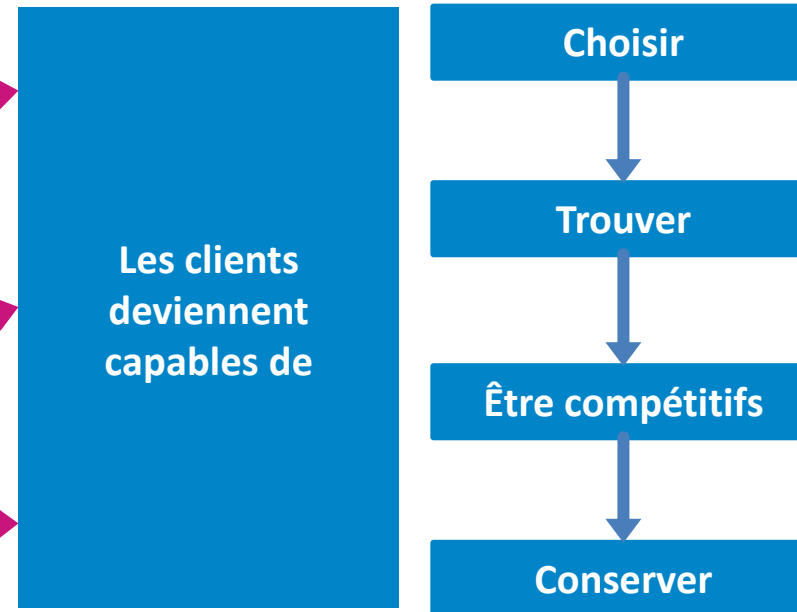 Les clients
deviennent
capables de
Choisir
Trouver
Être compétitifs
Conserver